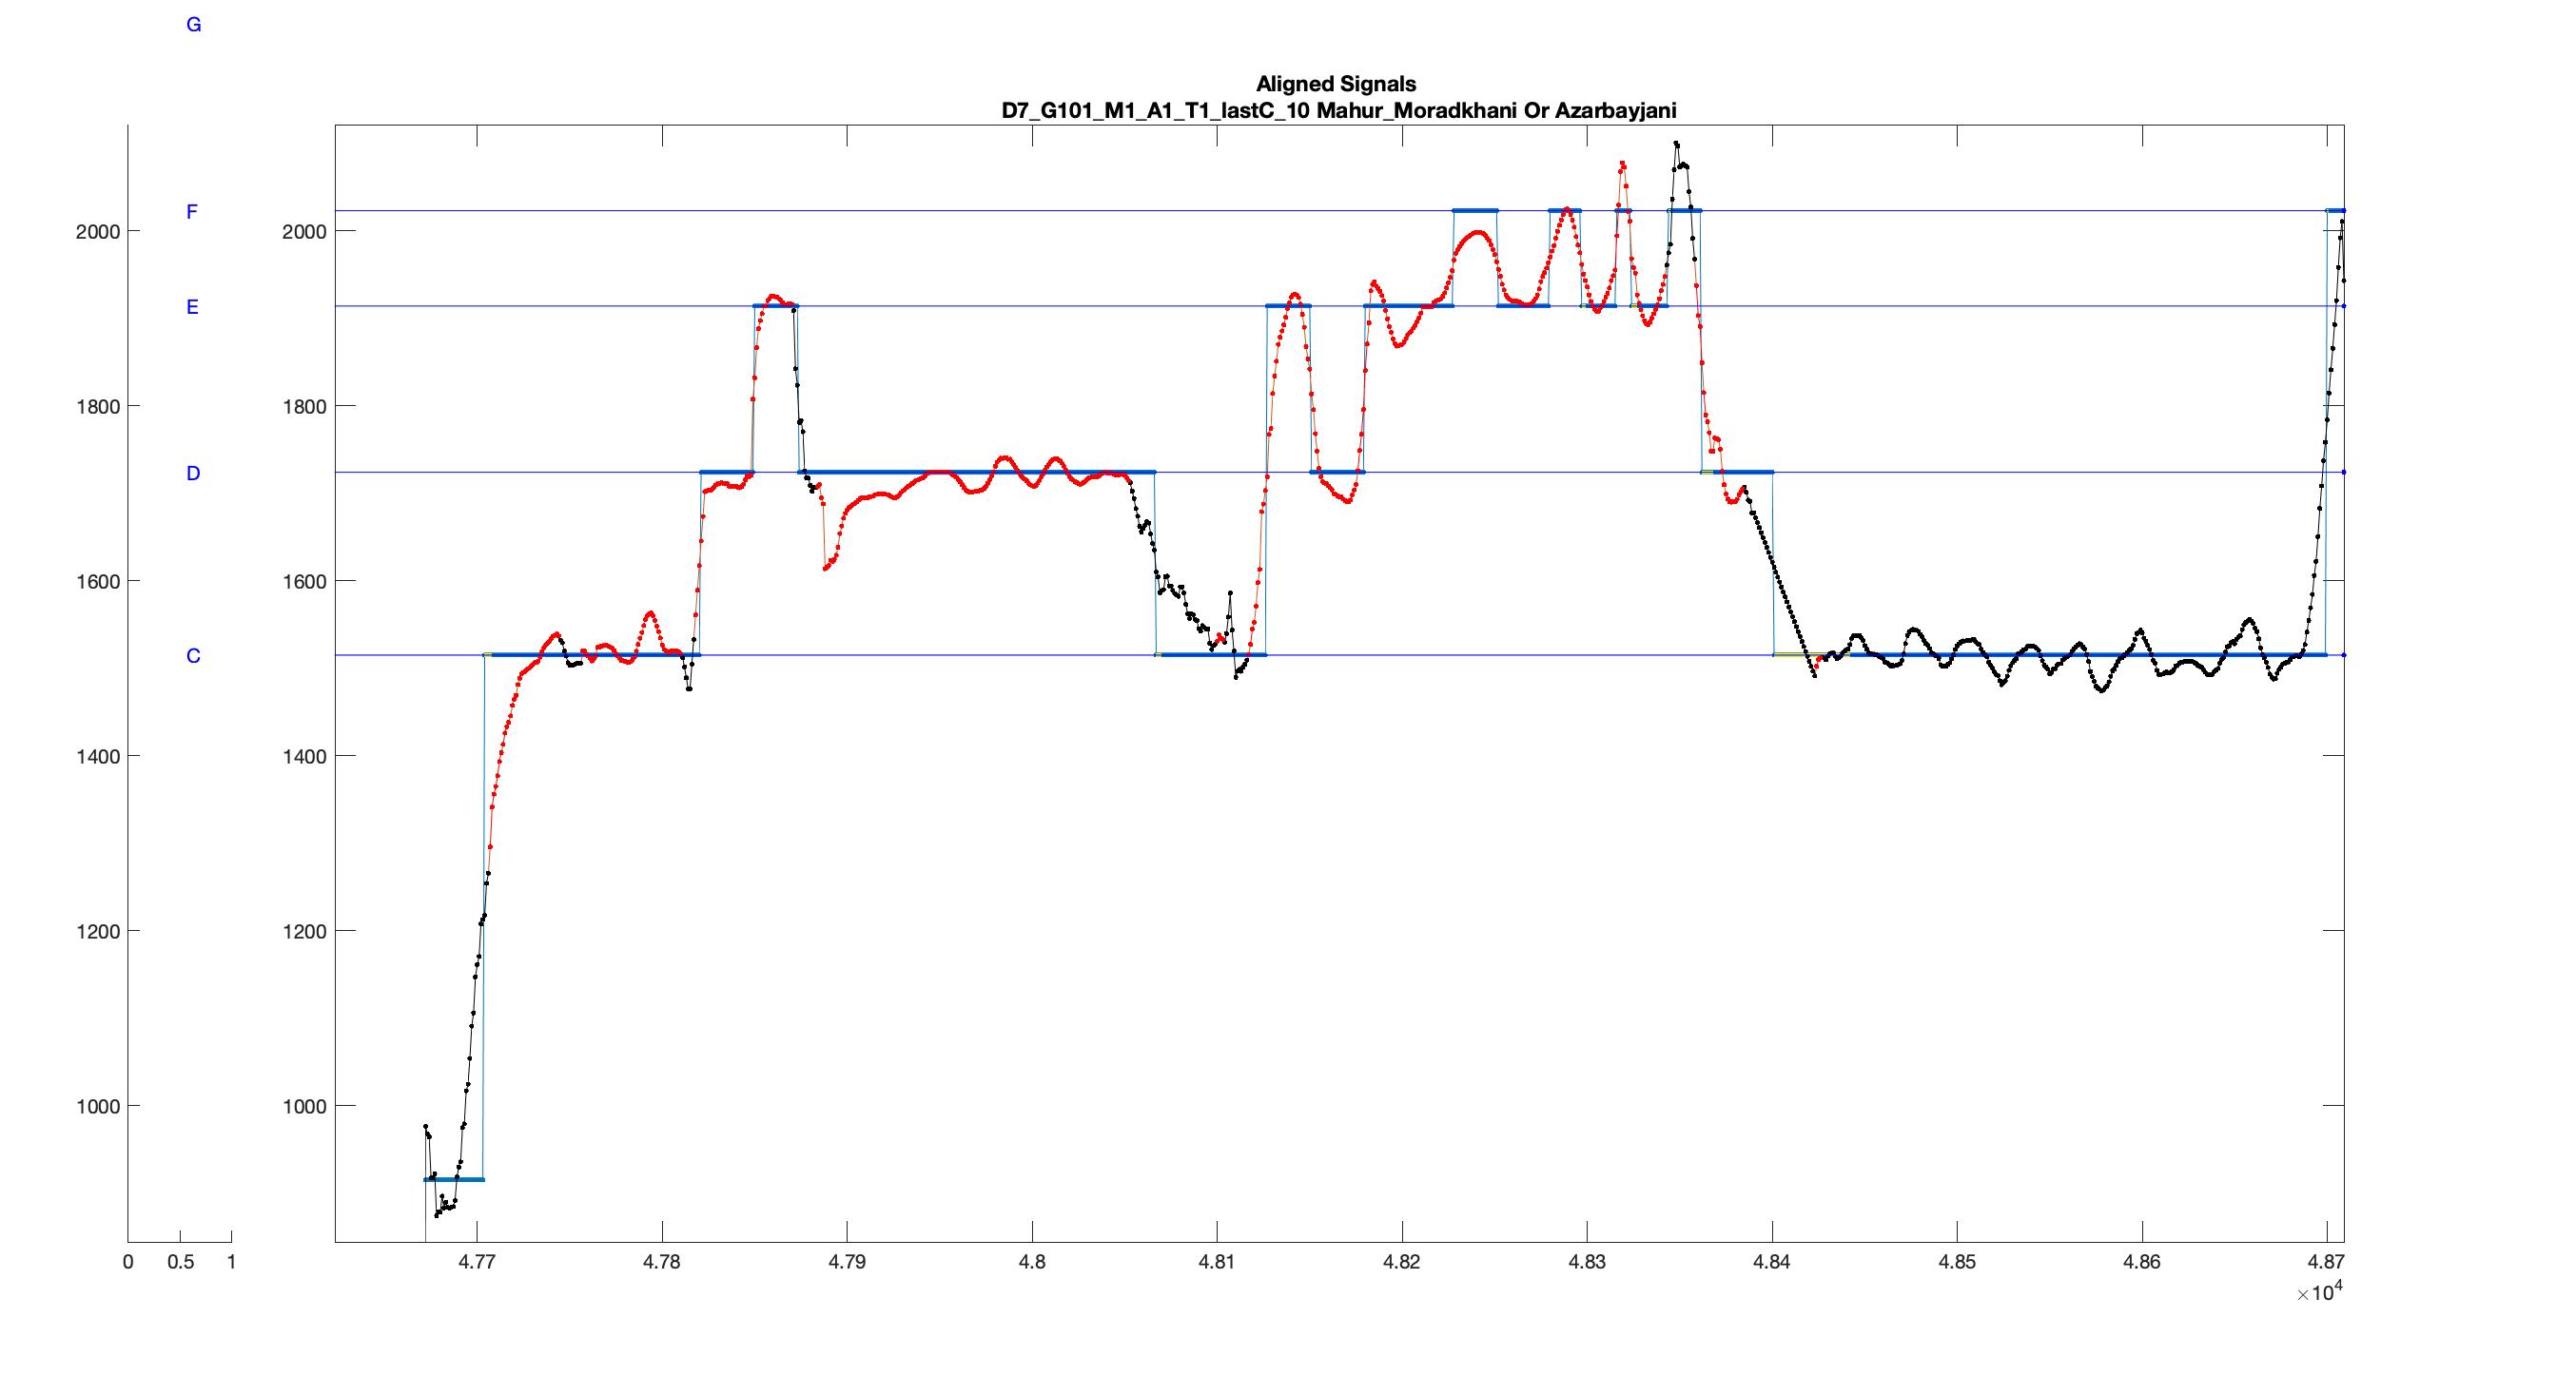 G
Aligned Signals
D7_G101_M1_A1_T1_lastC_10 Mahur_Moradkhani Or Azarbayjani
F
2000 2000
E
1800 1800
D
1600 1600
C
1400 1400
1200 1200
1000 1000
0 0.5 1 4.77 4.78 4.79 4.8 4.81 4.82 4.83 4.84 4.85 4.86 4.87
×10^4